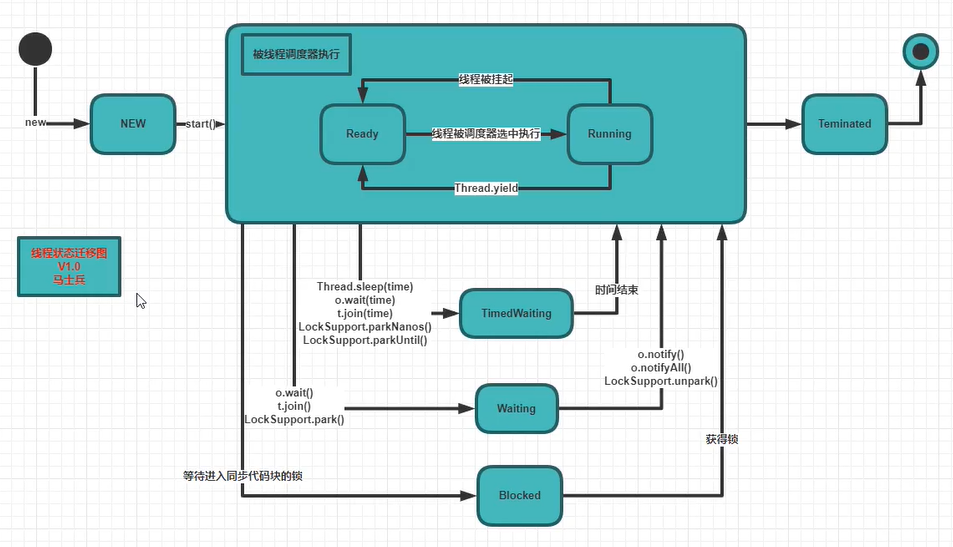 被线程调度器执行
线程被挂起
new
NEW
start()
Ready
线程被调度器选中执行
Running
Teminated
Thread.yield
线程状态迁移图
V1.0
马士兵
Thread.sleep(time)
o.wait(time)
t.join(time)
LockSupport.parkNanos()
LockSupport.parkUntil()
TimedWaiting
时间结束
o.notify()
o.notifyAll()
LockSupport.unpark()
o.wait()
t.join()
LockSupport.park()
Waiting
获得锁
等待进入同步代码块的锁
Blocked